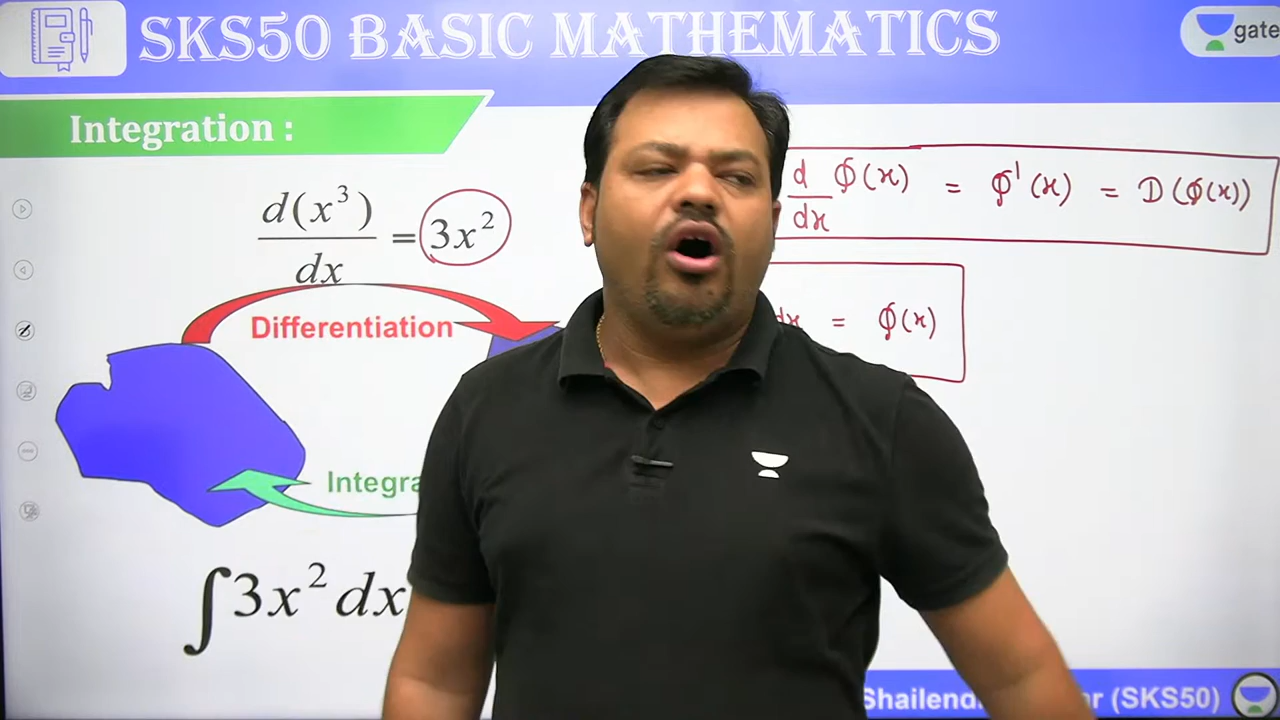 SKS50 BASIC MATHEMATICS
gate
Integration :
d(x³)/dx = 3x²
d/dx Φ(x) = Φ'(x) = D(Φ(x))
Differentiation
dx = Φ(x)
Integra
∫3x² dx
Shailend r (SKS50)